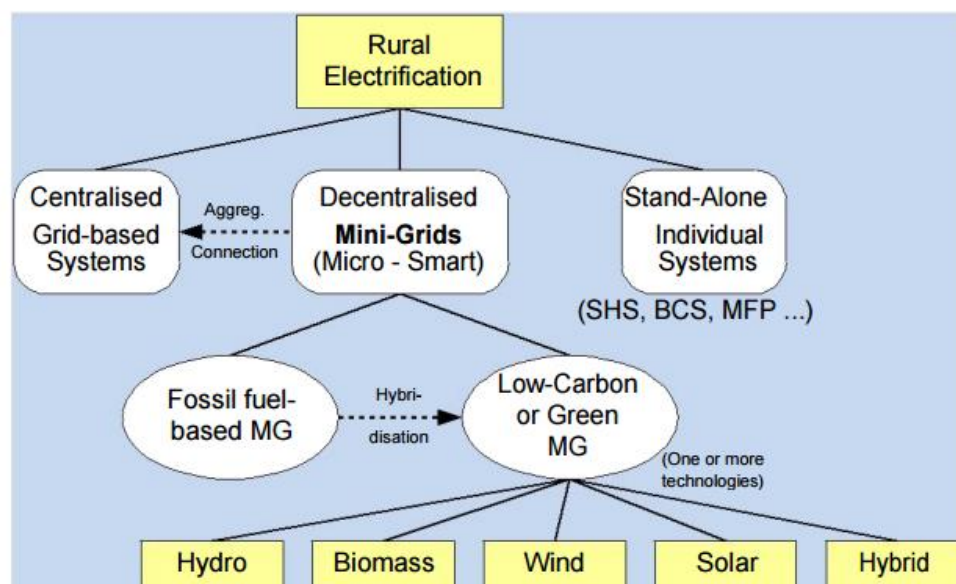 Rural
Electrification
Centralised
Grid-based
Systems
Aggreg.
Connection
Decentralised
Mini-Grids
(Micro - Smart)
Stand-Alone
Individual
Systems
(SHS, BCS, MFP ...)
Fossil fuel-
based MG
Hybri-
disation
Low-Carbon
or Green
MG
(One or more
technologies)
Hydro
Biomass
Wind
Solar
Hybrid